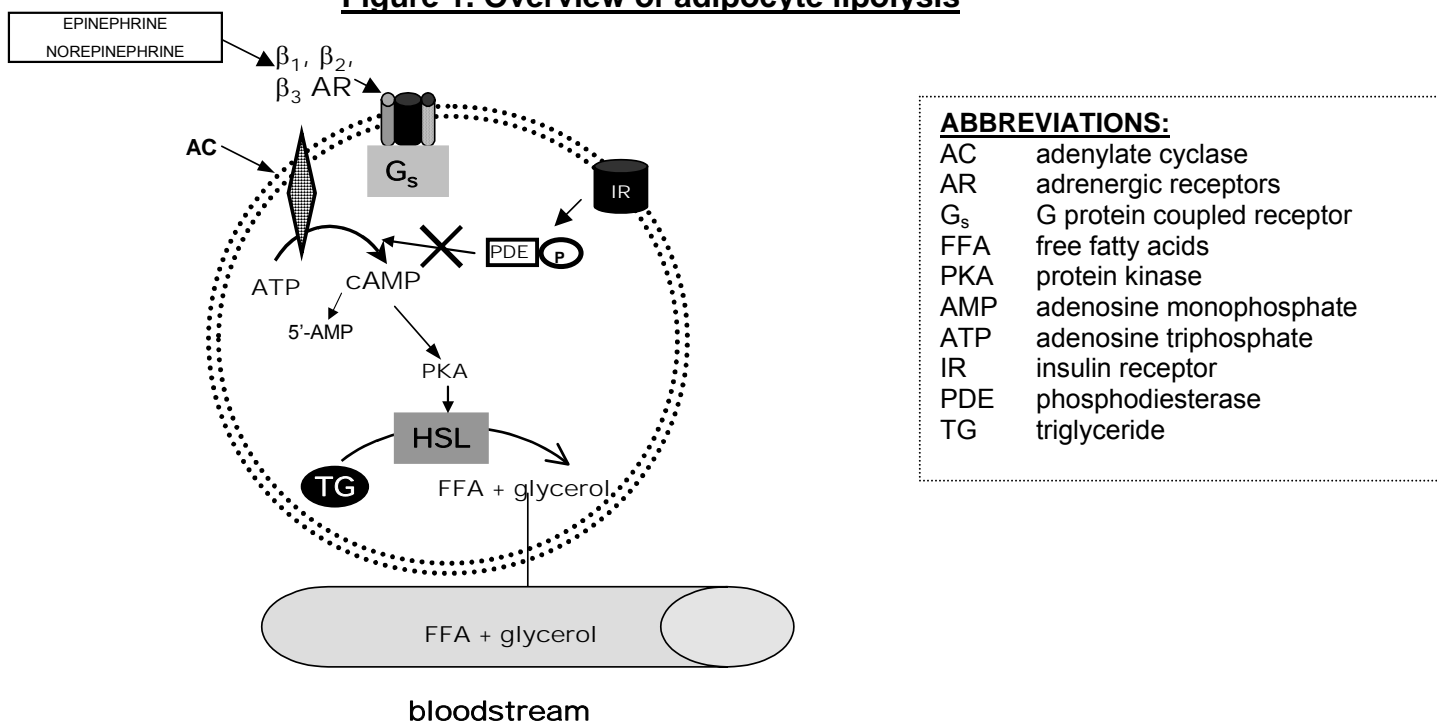 Figure 1. Overview of adipocyte lipolysis
EPINEPHRINE
NOREPINEPHRINE
β1, β2,
β3 AR
AC
Gs
IR
PDE P
ATP cAMP
5'-AMP
PKA
HSL
TG
FFA + glycerol
FFA + glycerol
bloodstream
ABBREVIATIONS:
AC adenylate cyclase
AR adrenergic receptors
Gs G protein coupled receptor
FFA free fatty acids
PKA protein kinase
AMP adenosine monophosphate
ATP adenosine triphosphate
IR insulin receptor
PDE phosphodiesterase
TG triglyceride